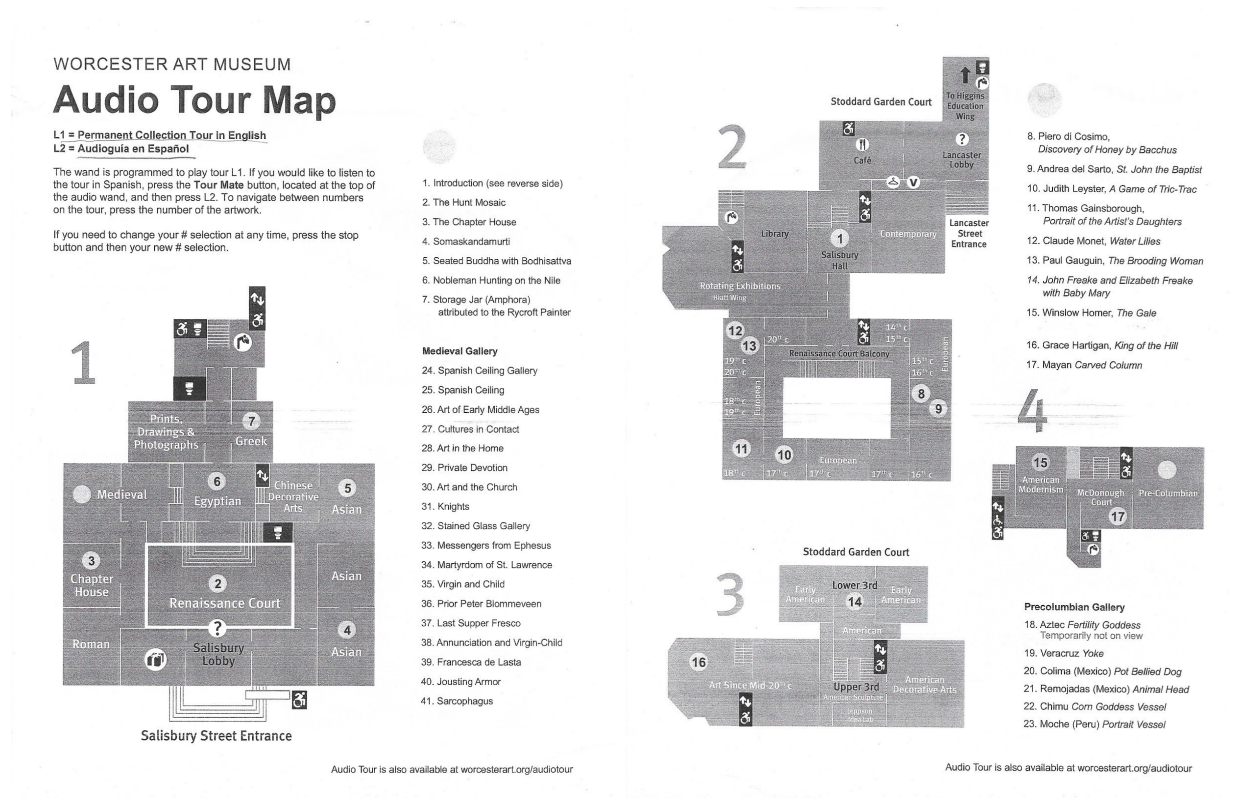 WORCESTER ART MUSEUM
Audio Tour Map
L1 = Permanent Collection Tour in English
L2 = Audioguía en Español
The wand is programmed to play tour L1. If you would like to listen to
the tour in Spanish, press the Tour Mate button, located at the top of
the audio wand, and then press L2. To navigate between numbers
on the tour, press the number of the artwork.
If you need to change your # selection at any time, press the stop
button and then your new # selection.
1
Prints,
Drawings &
Photographs
7
Greek
Medieval
6
Egyptian
Chinese
Decorative
Arts
5
Asian
3
Chapter
House
2
Renaissance Court
Asian
Roman
?
Salisbury
Lobby
4
Asian
Salisbury Street Entrance
1. Introduction (see reverse side)
2. The Hunt Mosaic
3. The Chapter House
4. Somaskandamurti
5. Seated Buddha with Bodhisattva
6. Nobleman Hunting on the Nile
7. Storage Jar (Amphora)
attributed to the Rycroft Painter
Medieval Gallery
24. Spanish Ceiling Gallery
25. Spanish Ceiling
26. Art of Early Middle Ages
27. Cultures in Contact
28. Art in the Home
29. Private Devotion
30. Art and the Church
31. Knights
32. Stained Glass Gallery
33. Messengers from Ephesus
34. Martyrdom of St. Lawrence
35. Virgin and Child
36. Prior Peter Blommeveen
37. Last Supper Fresco
38. Annunciation and Virgin-Child
39. Francesca de Lasta
40. Jousting Armor
41. Sarcophagus
Audio Tour is also available at worcesterart.org/audiotour
2
Stoddard Garden Court
To Higgins
Education
Wing
Café
?
Lancaster
Lobby
V
Lancaster
Street
Entrance
Library
1
Salisbury
Hall
Contemporary
Rotating Exhibitions
Hiatt Wing
12
13
20th c
14th c
15th c
Renaissance Court Balcony
19th c
20th c
15th c
16th c
European
18th c
19th c
European
8
9
11
10
European
18th c
17th c
17th c
17th c
16th c
3
Stoddard Garden Court
Early
American
Lower 3rd
14
Early
American
American
16
Art Since Mid-20th c
Upper 3rd
American Sculpture
Jeppson
Idea Lab
American
Decorative Arts
8. Piero di Cosimo,
Discovery of Honey by Bacchus
9. Andrea del Sarto, St. John the Baptist
10. Judith Leyster, A Game of Tric-Trac
11. Thomas Gainsborough,
Portrait of the Artist's Daughters
12. Claude Monet, Water Lilies
13. Paul Gauguin, The Brooding Woman
14. John Freake and Elizabeth Freake
with Baby Mary
15. Winslow Homer, The Gale
16. Grace Hartigan, King of the Hill
17. Mayan Carved Column
4
15
American
Modernism
McDonough
Court
17
Pre-Columbian
Precolumbian Gallery
18. Aztec Fertility Goddess
Temporarily not on view
19. Veracruz Yoke
20. Colima (Mexico) Pot Bellied Dog
21. Remojadas (Mexico) Animal Head
22. Chimu Corn Goddess Vessel
23. Moche (Peru) Portrait Vessel
Audio Tour is also available at worcesterart.org/audiotour